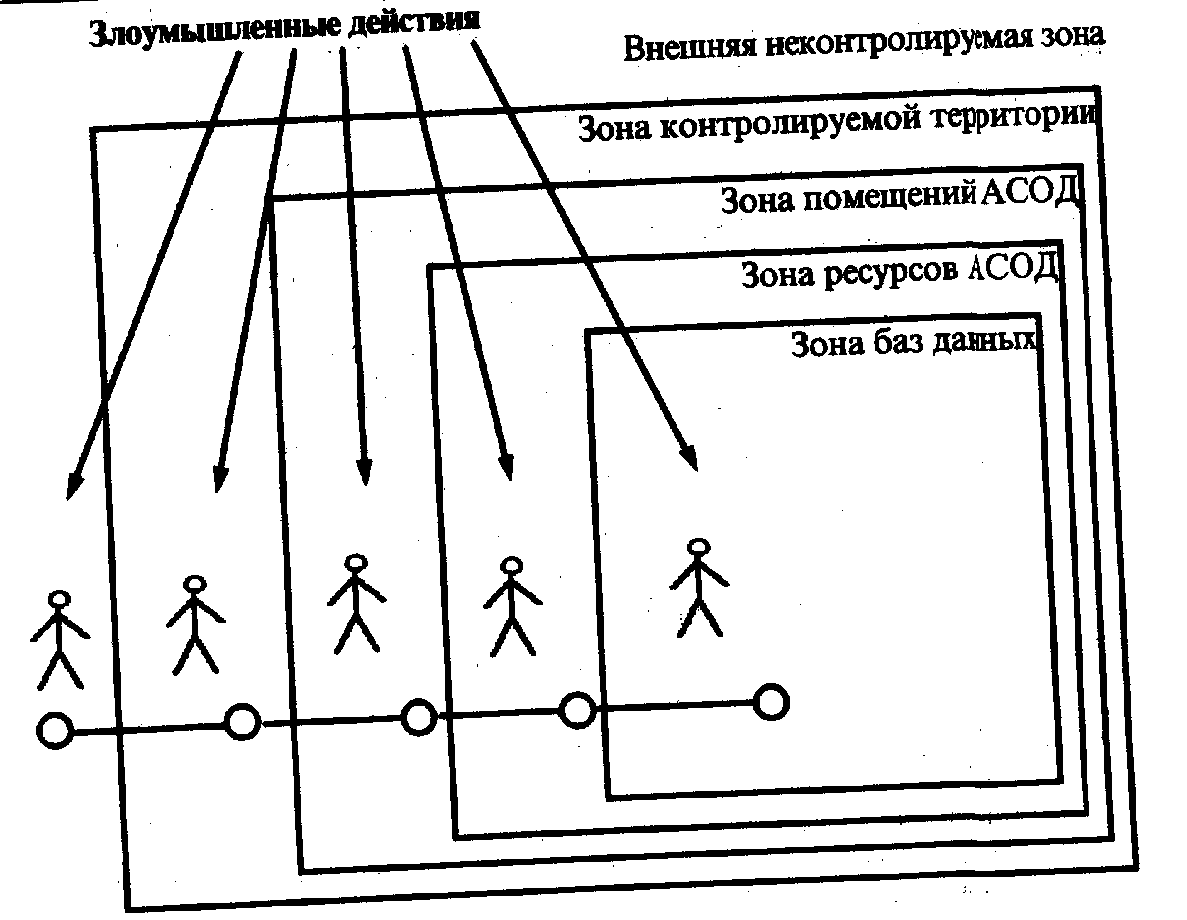 Злоумышленные действия
Внешняя неконтролируемая зона
Зона контролируемой территории
Зона помещений АСОД
Зона ресурсов АСОД
Зона баз данных